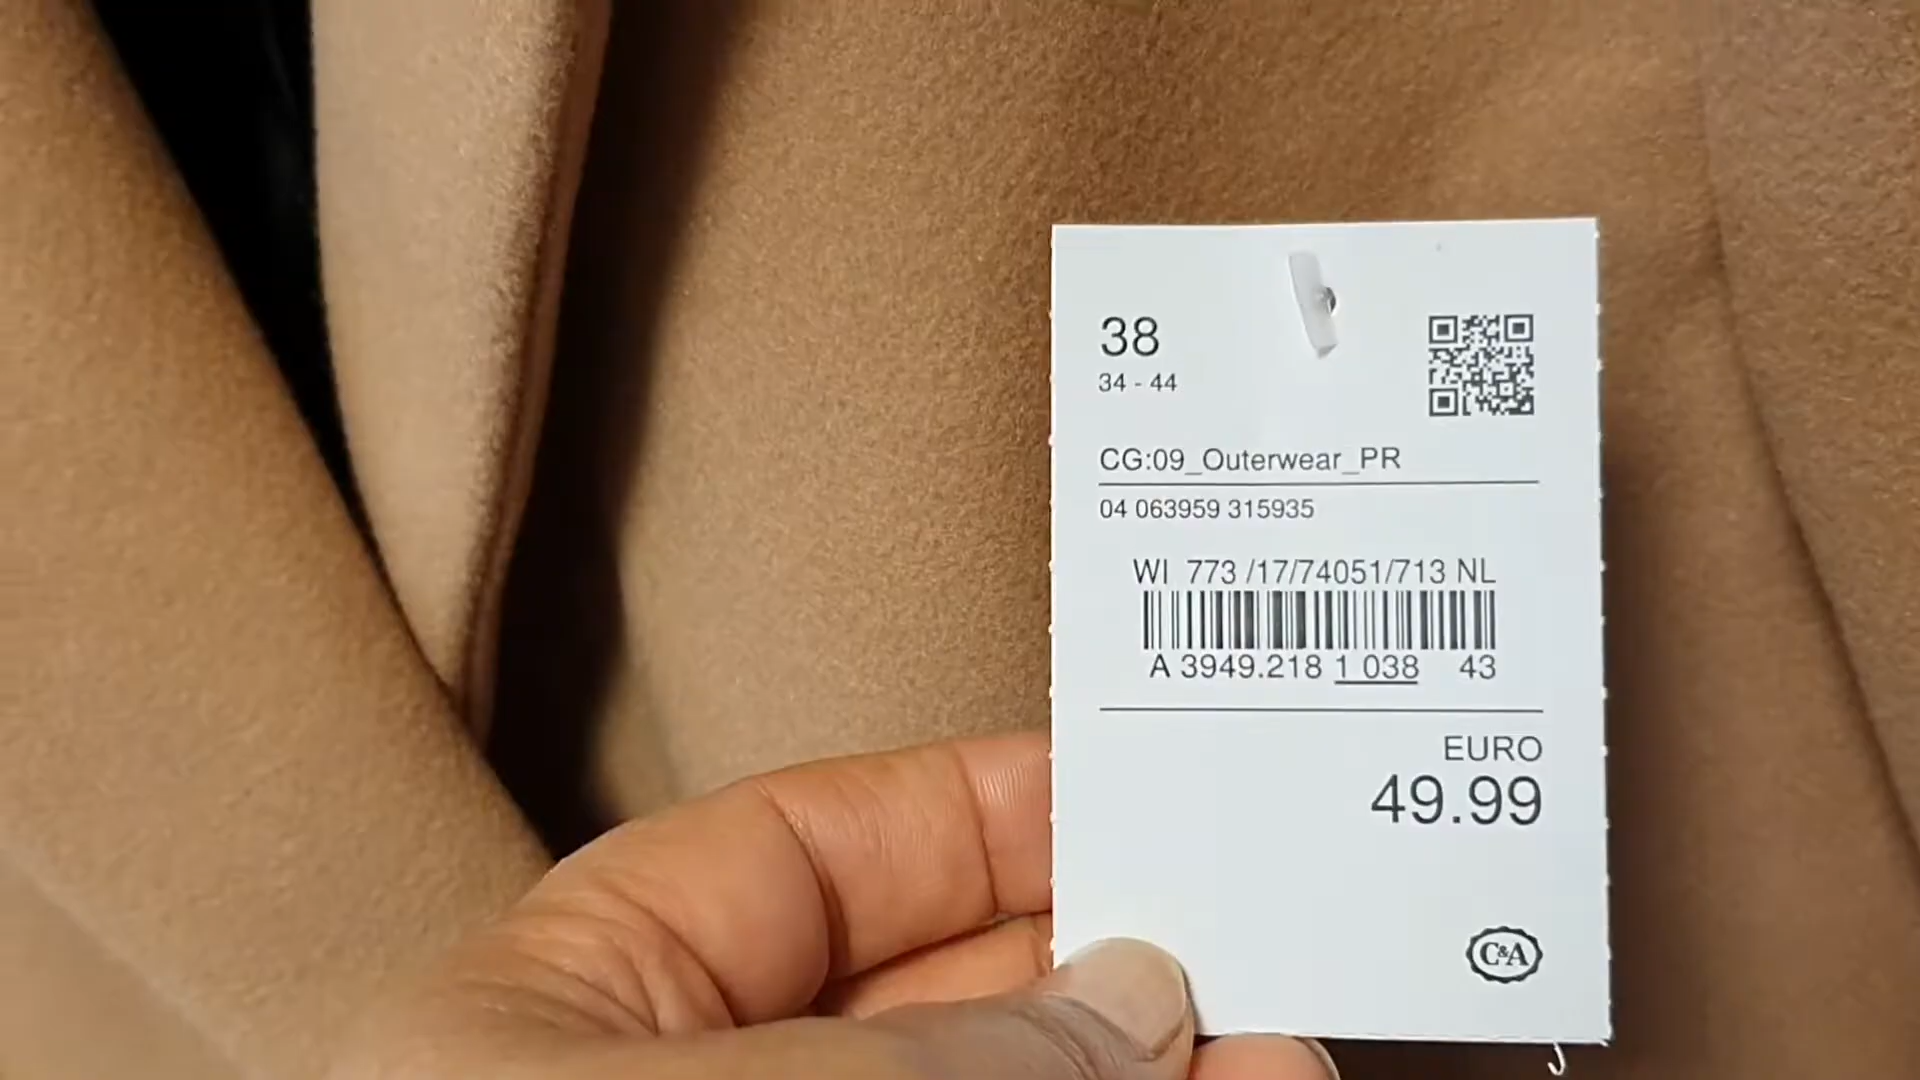 38
34 - 44
CG:09_Outerwear_PR
04 063959 315935
WI 773 /17/74051/713 NL
A 3949.218 1 038 43
EURO
49.99
C&A